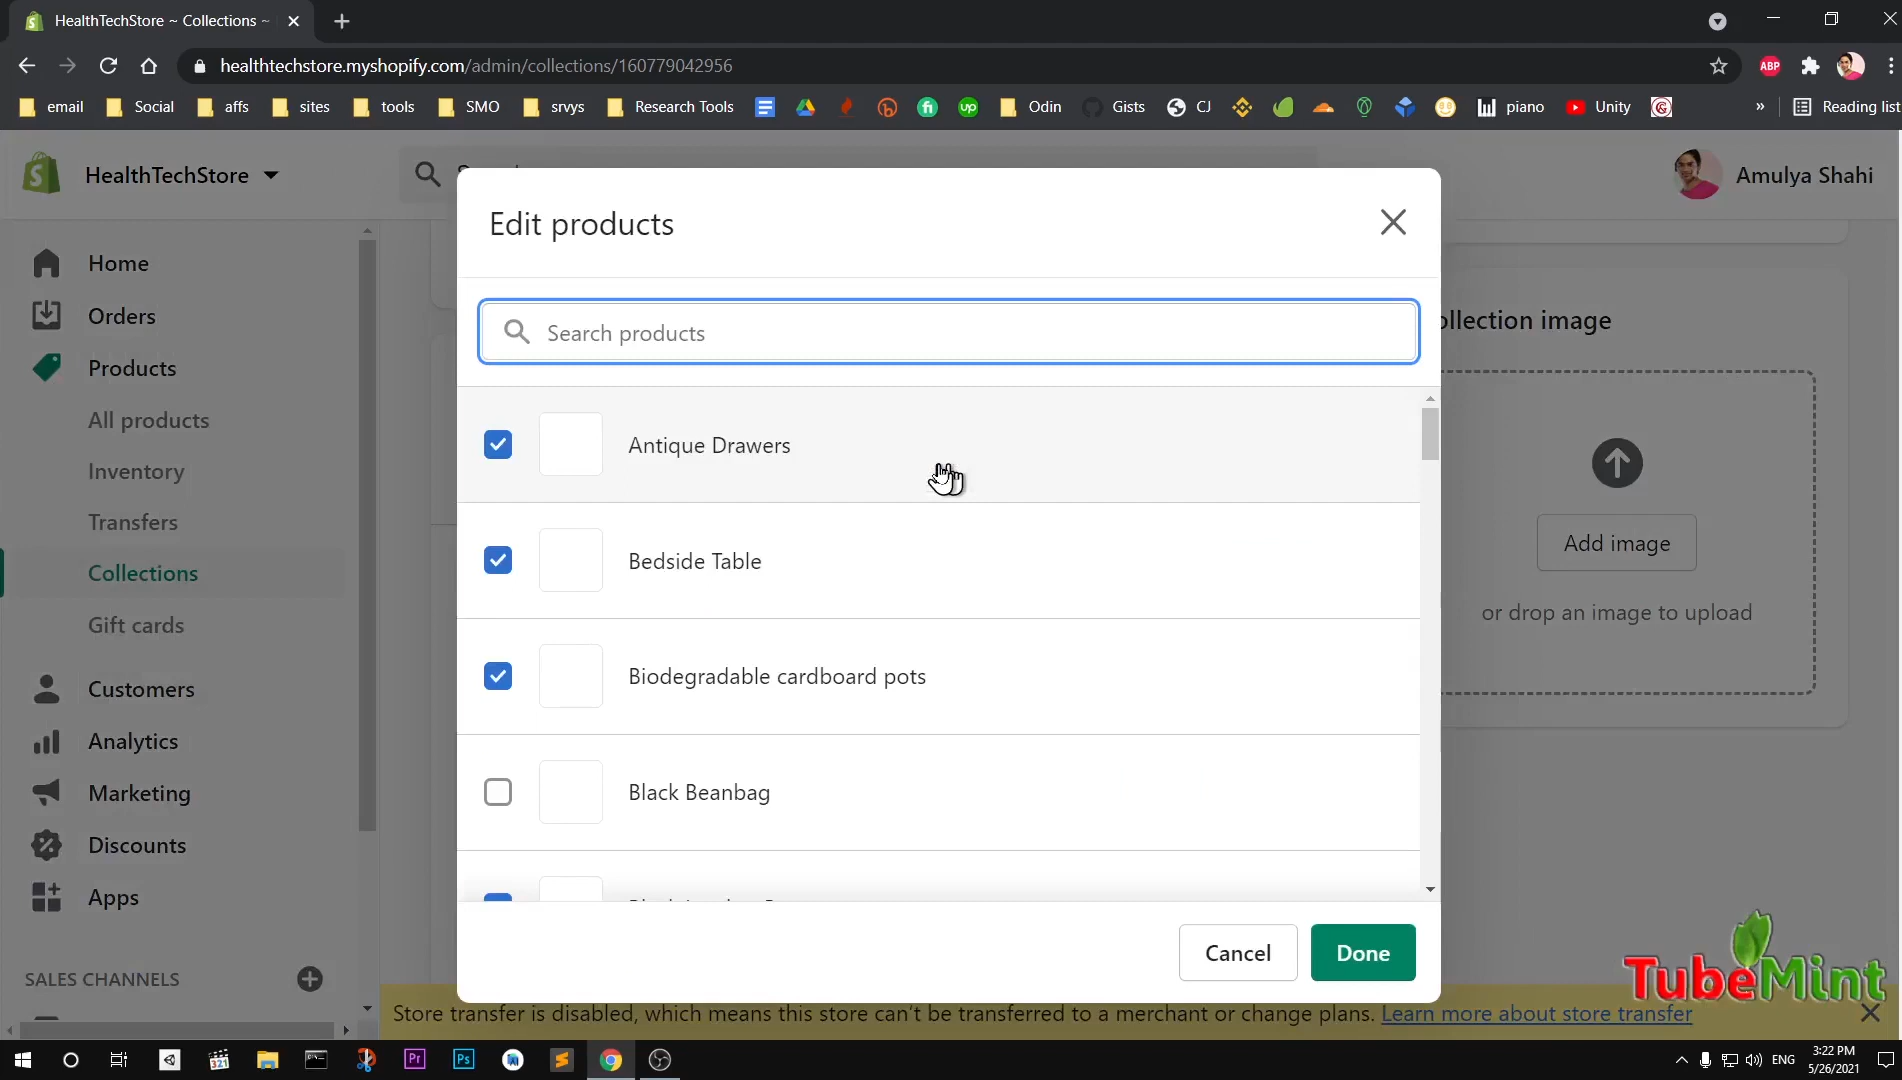 HealthTechStore ~ Collections ~
healthtechstore.myshopify.com/admin/collections/160779042956
ABP
email
Social
affs
sites
tools
SMO
srvys
Research Tools
Odin
Gists
CJ
piano
Unity
»
Reading list
HealthTechStore
Amulya Shahi
Edit products
Search products
Home
Orders
Products
All products
Inventory
Transfers
Collections
Gift cards
Customers
Analytics
Marketing
Discounts
Apps
SALES CHANNELS
Antique Drawers
Bedside Table
Biodegradable cardboard pots
Black Beanbag
Cancel
Done
ollection image
Add image
or drop an image to upload
TubeMint
Store transfer is disabled, which means this store can't be transferred to a merchant or change plans. Learn more about store transfer
321
Pr
Ps
ENG
3:22 PM
5/26/2021